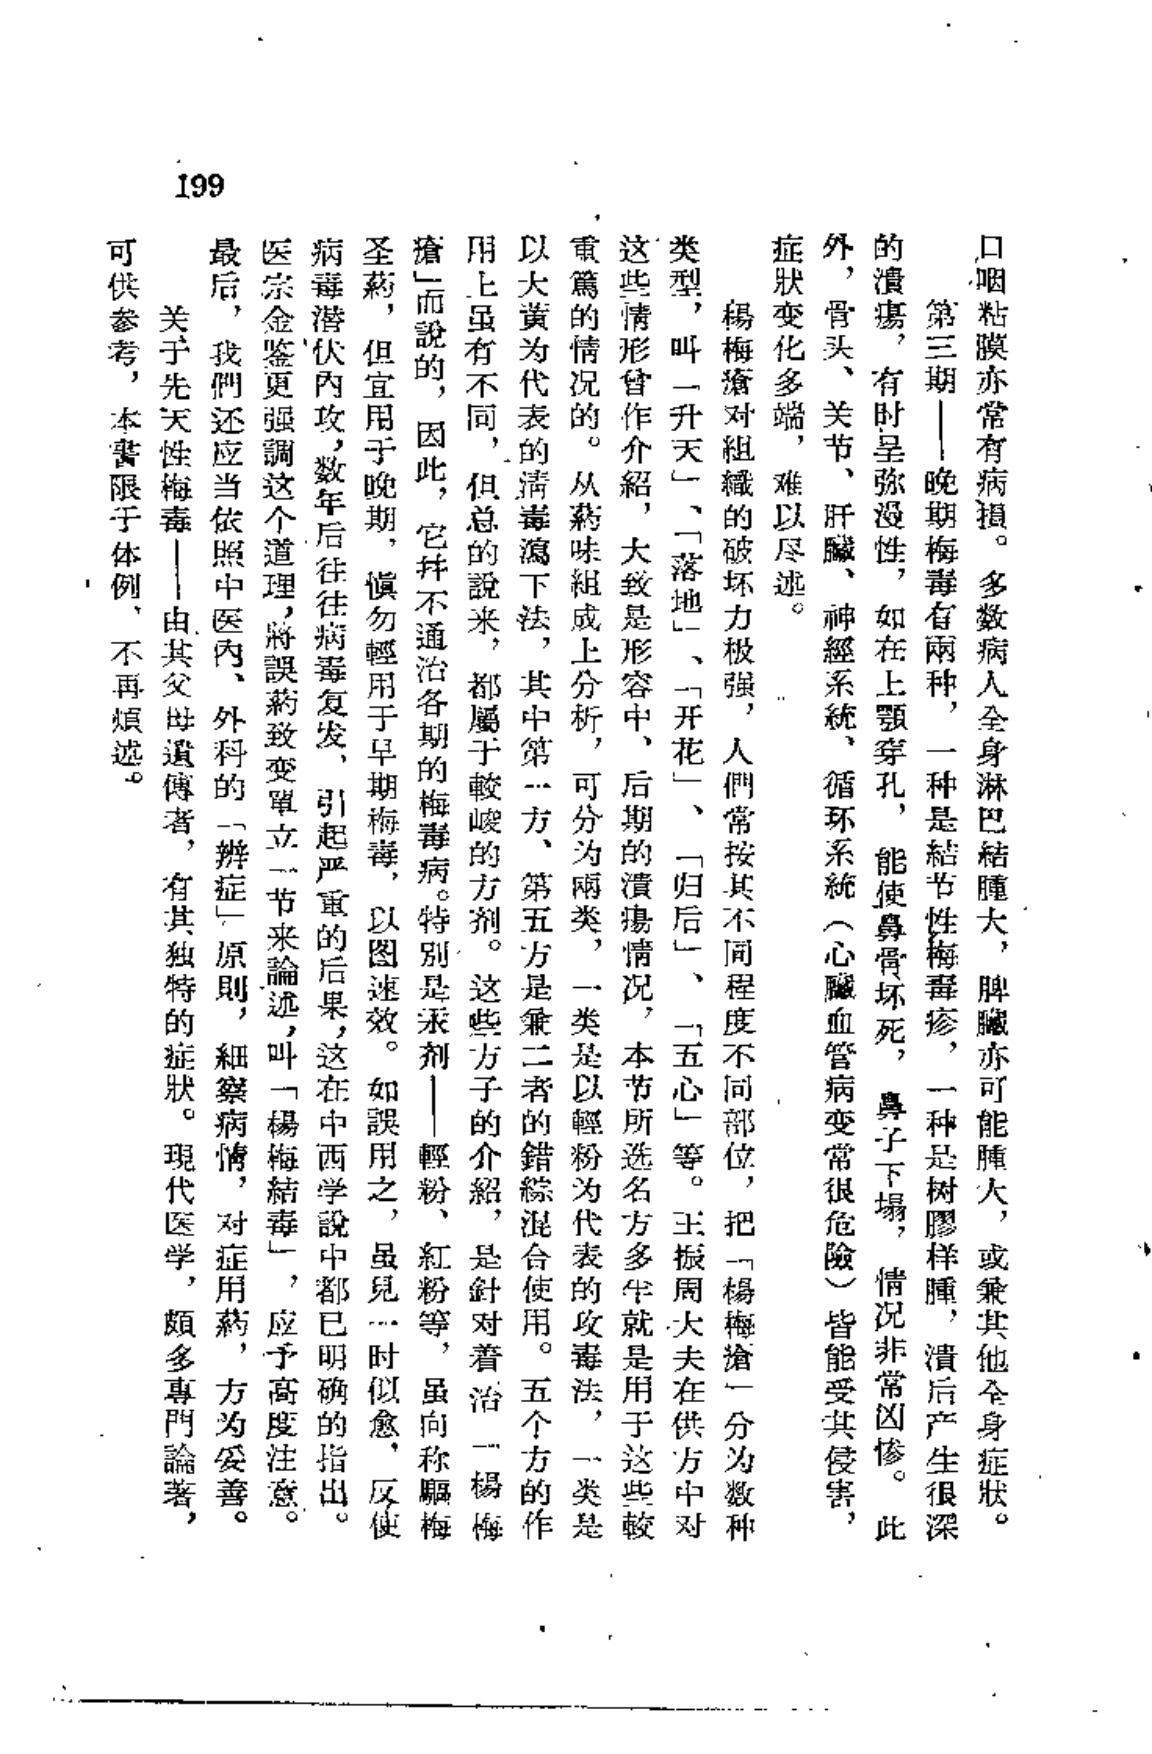 口咽粘膜亦常有病損。多数病人全身淋巴結腫大，脾臟亦可能腫大，或兼其他全身症狀。
第三期——晚期梅毒有兩种，一种是結节性梅毒疹，一种是树膠样腫，潰后产生很深
的潰瘍，有时呈弥漫性，如在上顎穿孔，能使鼻骨坏死，鼻子下塌，情况非常凶惨。此
外，骨头、关节、肝臟、神經系統、循环系統（心臟血管病变常很危險）皆能受其侵害，
症狀变化多端，难以尽述。
楊梅瘡对組織的破坏力极强，人們常按其不同程度不同部位，把「楊梅瘡」分为数种
类型，叫「升天」、「落地」、「开花」、「归后」、「五心」等。王振周大夫在供方中对
这些情形曾作介紹，大致是形容中、后期的潰瘍情况，本节所选名方多半就是用于这些較
重篤的情况的。从葯味組成上分析，可分为兩类，一类是以輕粉为代表的攻毒法，一类是
以大黃为代表的清毒瀉下法，其中第一方、第五方是兼二者的錯綜混合使用。五个方的作
用上虽有不同，但总的說来，都屬于較峻的方剂。这些方子的介紹，是針对着治「楊梅
瘡」而說的，因此，它幷不通治各期的梅毒病。特別是汞剂——輕粉、紅粉等，虽向称驅梅
圣葯，但宜用于晚期，愼勿輕用于早期梅毒，以图速效。如誤用之，虽見一时似愈，反使
病毒潜伏內攻，数年后往往病毒复发，引起严重的后果，这在中西学說中都已明确的指出。
医宗金鉴更强調这个道理，將誤葯致变單立一节来論述，叫「楊梅結毒」，应予高度注意。
最后，我們还应当依照中医內、外科的「辨症」原則，細察病情，对症用葯，方为妥善。
关于先天性梅毒——由其父母遺傳者，有其独特的症狀。現代医学，頗多專門論著，
可供参考，本書限于体例，不再煩述。
199